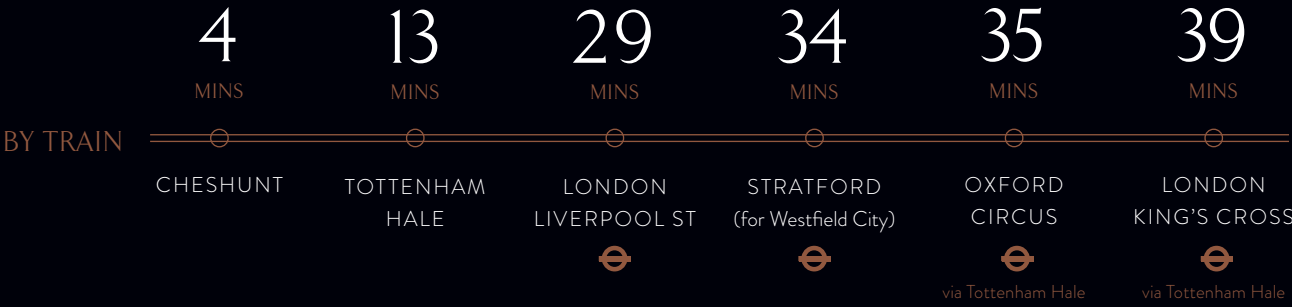 4
13
29
34
35
39
MINS
MINS
MINS
MINS
MINS
MINS
BY TRAIN
CHESHUNT
TOTTENHAM
HALE
LONDON
LIVERPOOL ST
STRATFORD
(for Westfield City)
OXFORD
CIRCUS
via Tottenham Hale
LONDON
KING'S CROSS
via Tottenham Hale